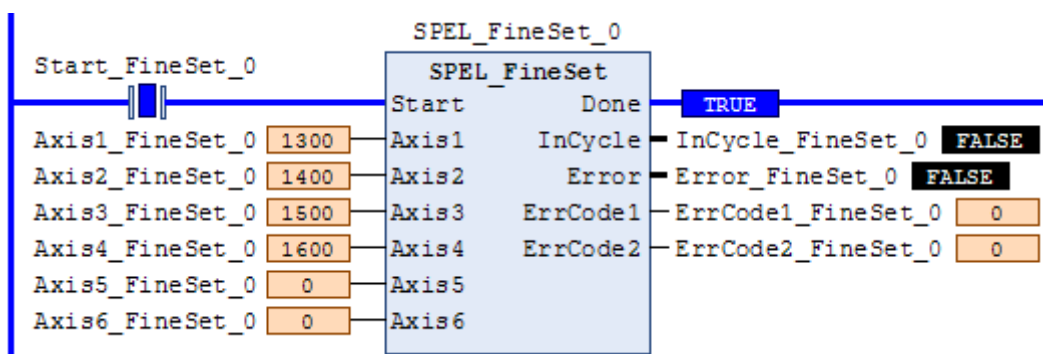 SPEL_FineSet_0
Start_FineSet_0 SPEL_FineSet
Start Done TRUE
Axis1_FineSet_0 1300 Axis1 InCycle InCycle_FineSet_0 FALSE
Axis2_FineSet_0 1400 Axis2 Error Error_FineSet_0 FALSE
Axis3_FineSet_0 1500 Axis3 ErrCode1 ErrCode1_FineSet_0 0
Axis4_FineSet_0 1600 Axis4 ErrCode2 ErrCode2_FineSet_0 0
Axis5_FineSet_0 0 Axis5
Axis6_FineSet_0 0 Axis6